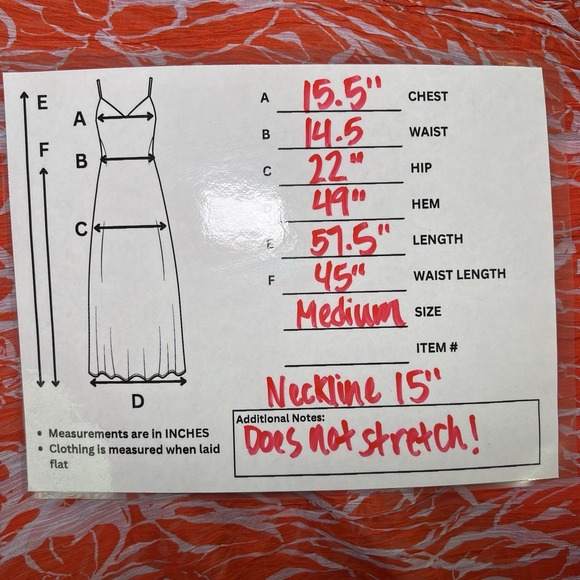 E
F
A
B
C
D
A 15.5" CHEST
B 14.5 WAIST
C 22" HIP
49" HEM
E 57.5" LENGTH
F 45" WAIST LENGTH
Medium SIZE
ITEM #
Neckline 15"
Additional Notes:
Does not stretch!
• Measurements are in INCHES
• Clothing is measured when laid
flat